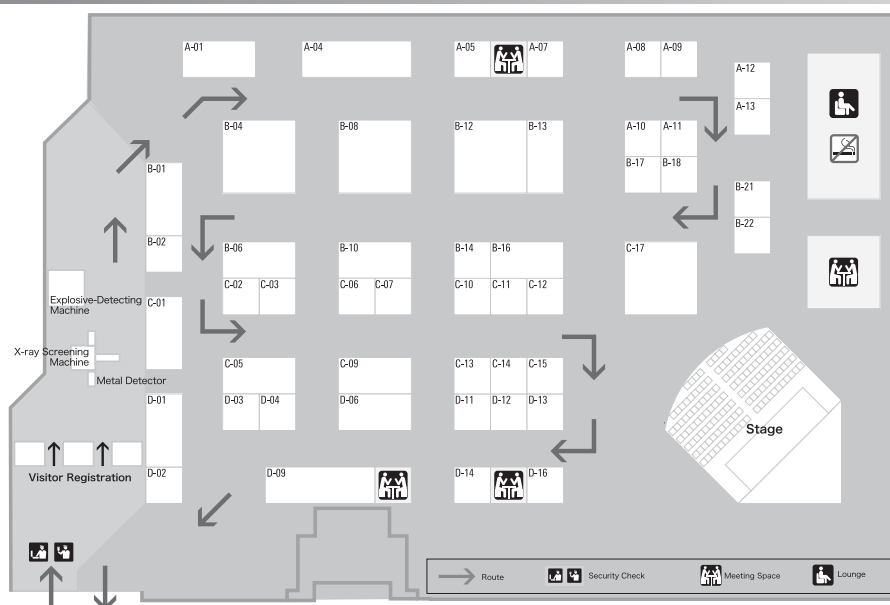 A-01
A-04
A-05
A-07
A-08 A-09
A-12
A-13
B-04
B-08
B-12
B-13
A-10 A-11
B-17 B-18
B-01
B-21
B-22
B-02
B-06
B-10
B-14 B-16
C-17
C-02 C-03
C-06 C-07
C-10 C-11 C-12
Explosive-Detecting
Machine
C-01
X-ray Screening
Machine
Metal Detector
C-05
C-09
C-13 C-14 C-15
D-01
D-03 D-04
D-06
D-11 D-12 D-13
Stage
Visitor Registration
D-02
D-09
D-14
D-16
Route
Security Check
Meeting Space
Lounge